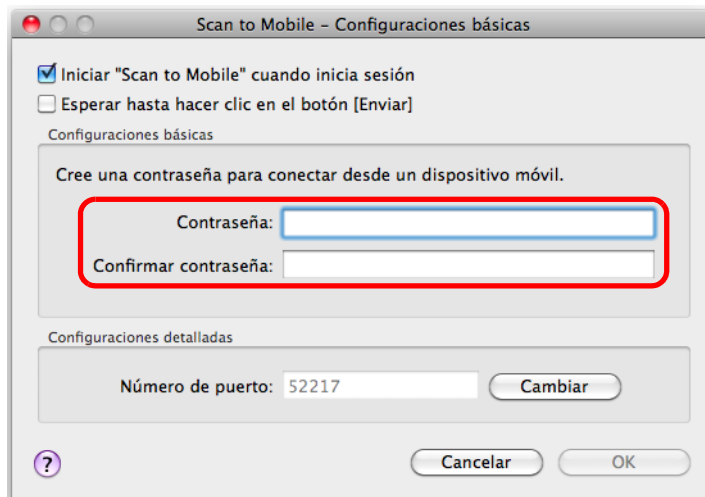 Scan to Mobile – Configuraciones básicas
Iniciar "Scan to Mobile" cuando inicia sesión
Esperar hasta hacer clic en el botón [Enviar]
Configuraciones básicas
Cree una contraseña para conectar desde un dispositivo móvil.
Contraseña:
Confirmar contraseña:
Configuraciones detalladas
Número de puerto: 52217 Cambiar
? Cancelar OK